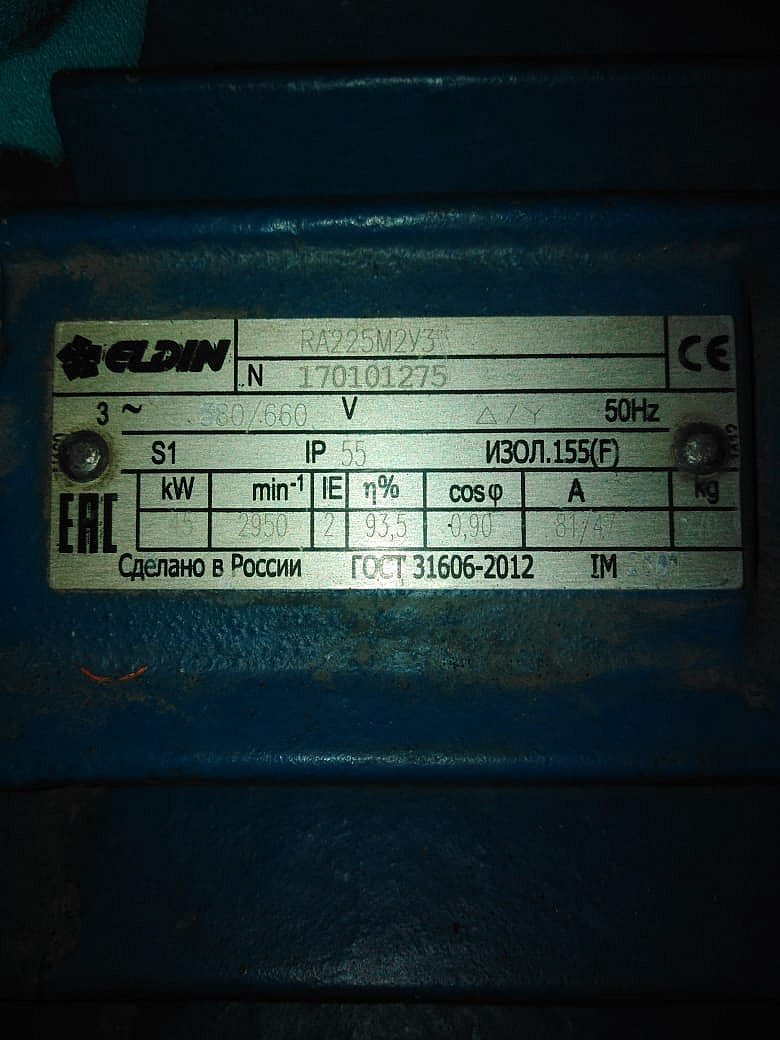 ELDIN RA225M2У3 CE
N 170101275
3 ~ 380/660 V △/Y 50Hz
S1 IP 55 ИЗОЛ.155(F)
EAC kW min⁻¹ IE η% cosφ A kg
45 2950 2 93,5 0,90 81/47
Сделано в России ГОСТ 31606-2012 IM